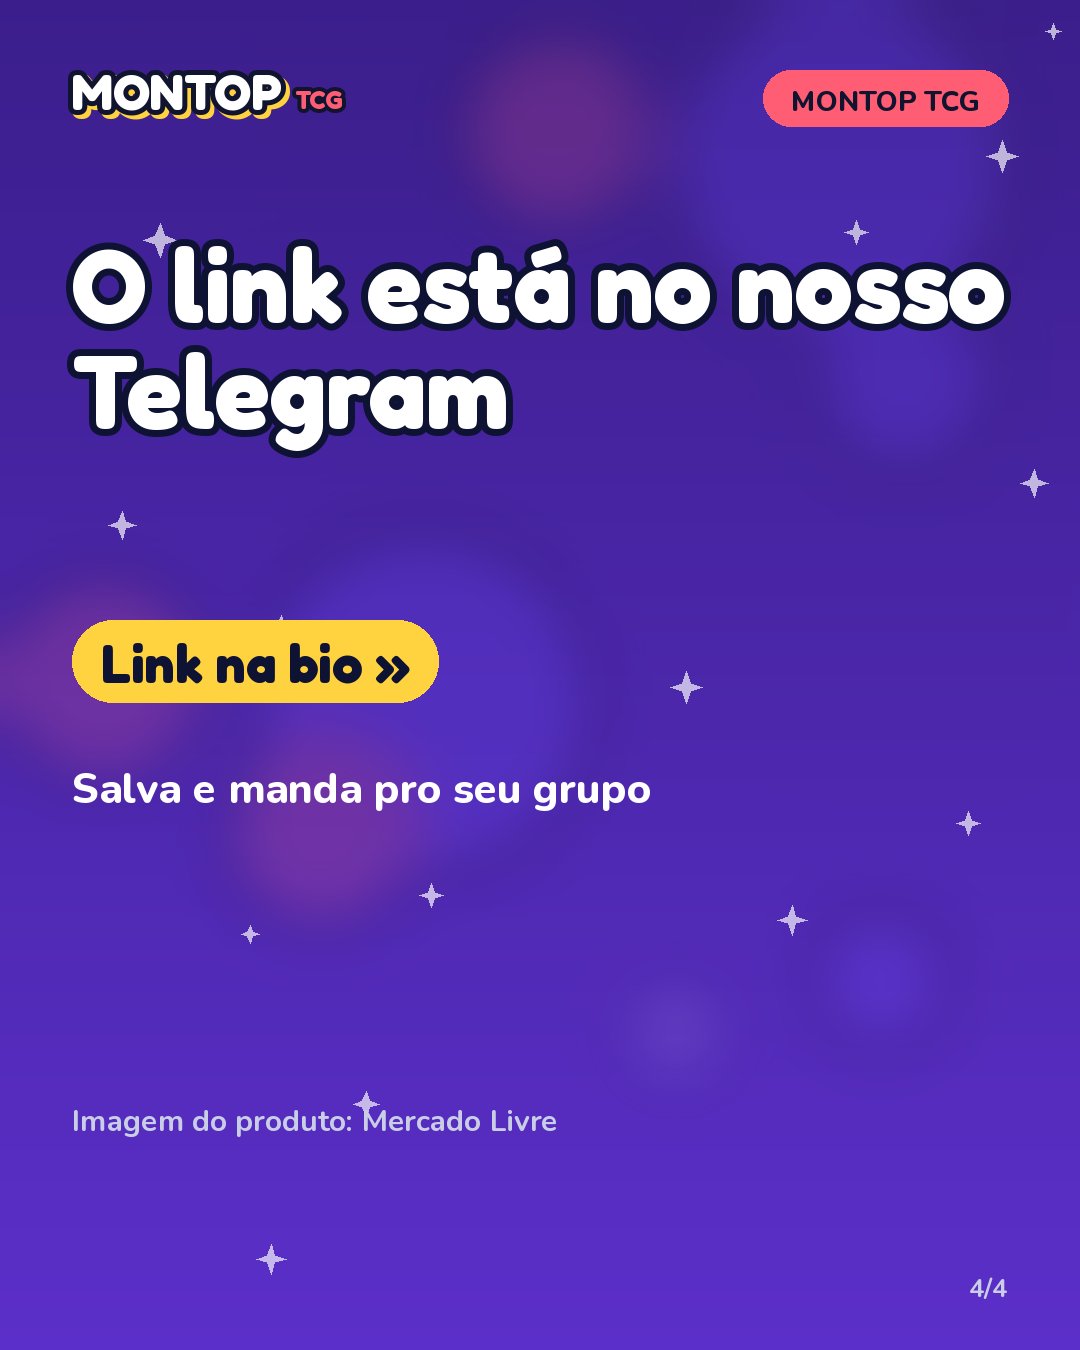 MONTOP TCG
MONTOP TCG
O link está no nosso
Telegram
Link na bio »
Salva e manda pro seu grupo
Imagem do produto: Mercado Livre
4/4